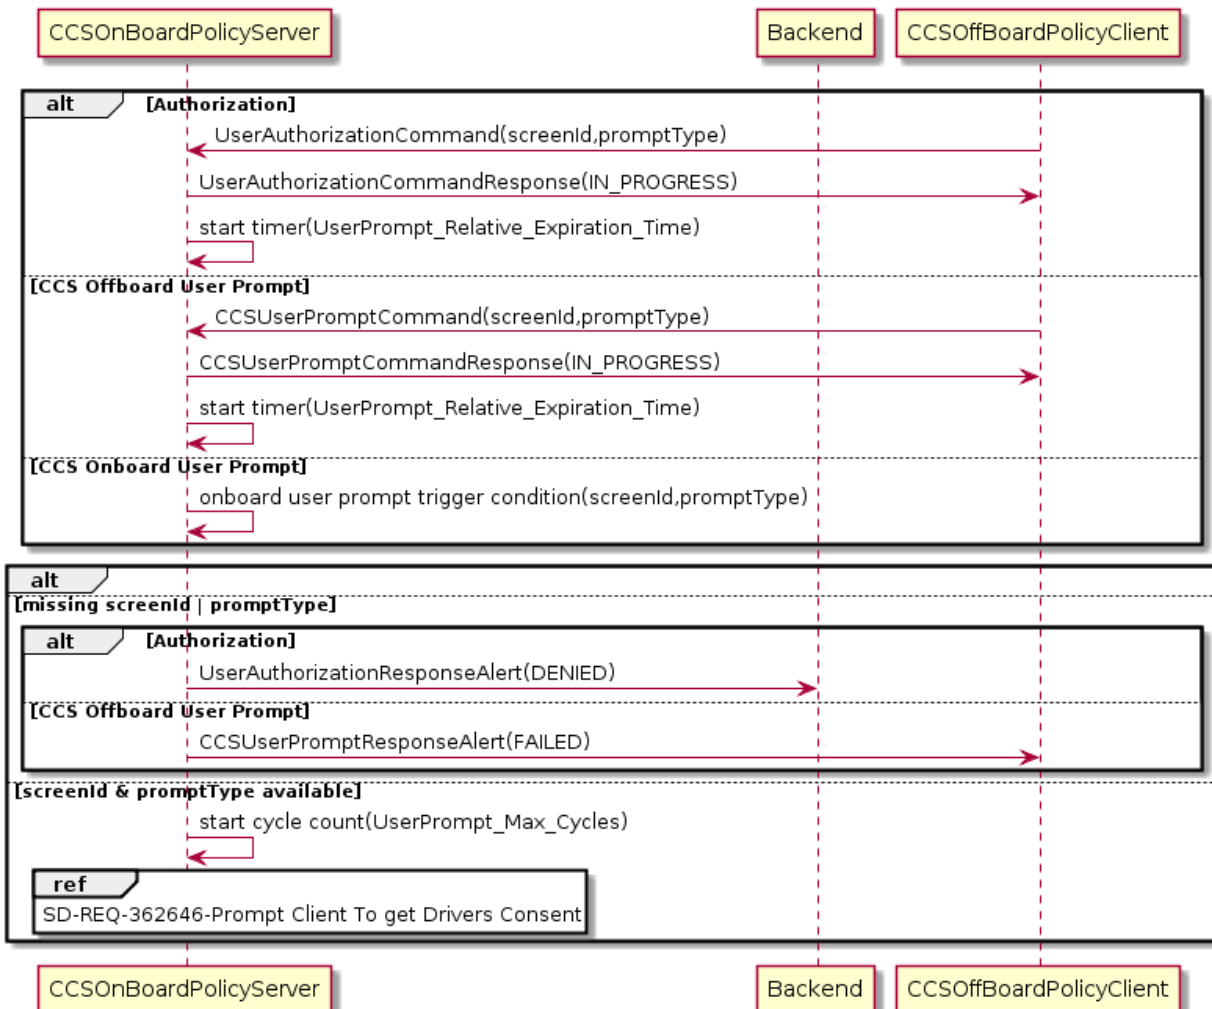 CCSOnBoardPolicyServer Backend CCSOffBoardPolicyClient
alt [Authorization]
UserAuthorizationCommand(screenId,promptType)
UserAuthorizationCommandResponse(IN_PROGRESS)
start timer(UserPrompt_Relative_Expiration_Time)
[CCS Offboard User Prompt]
CCSUserPromptCommand(screenId,promptType)
CCSUserPromptCommandResponse(IN_PROGRESS)
start timer(UserPrompt_Relative_Expiration_Time)
[CCS Onboard User Prompt]
onboard user prompt trigger condition(screenId,promptType)
alt
[missing screenId | promptType]
alt [Authorization]
UserAuthorizationResponseAlert(DENIED)
[CCS Offboard User Prompt]
CCSUserPromptResponseAlert(FAILED)
[screenId & promptType available]
start cycle count(UserPrompt_Max_Cycles)
ref
SD-REQ-362646-Prompt Client To get Drivers Consent
CCSOnBoardPolicyServer Backend CCSOffBoardPolicyClient